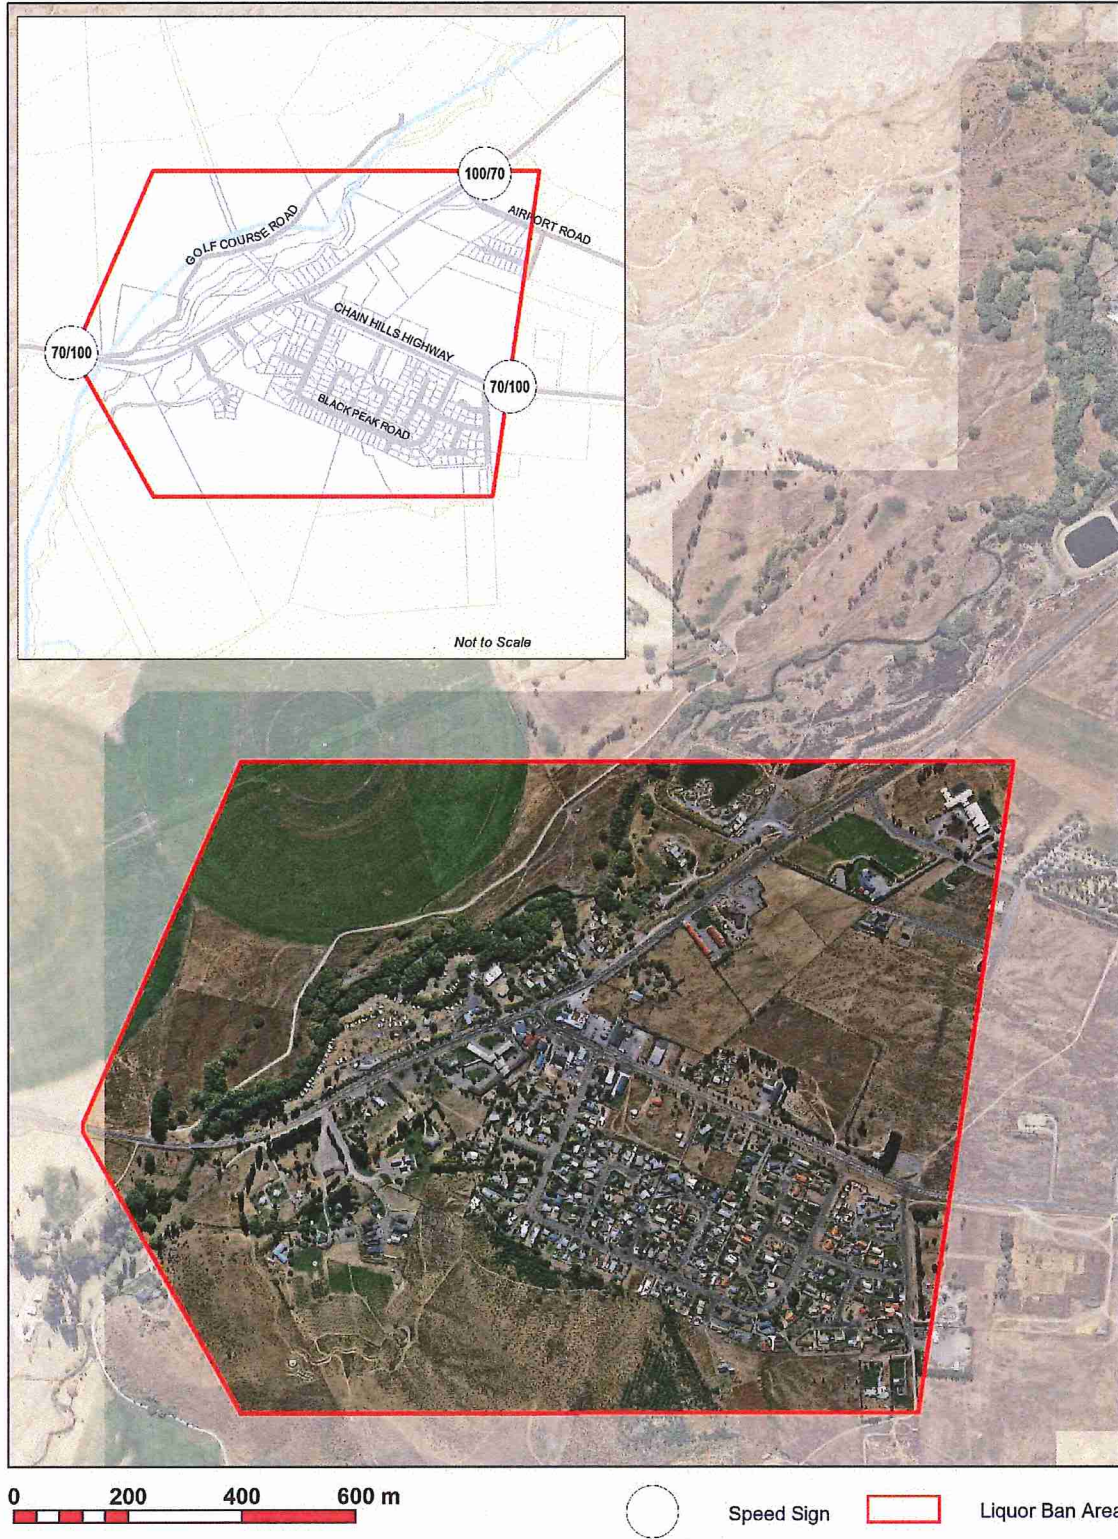 100/70
AIRPORT ROAD
GOLF COURSE ROAD
CHAIN HILLS HIGHWAY
70/100
70/100
BLACK PEAK ROAD
Not to Scale
0 200 400 600 m
Speed Sign
Liquor Ban Area